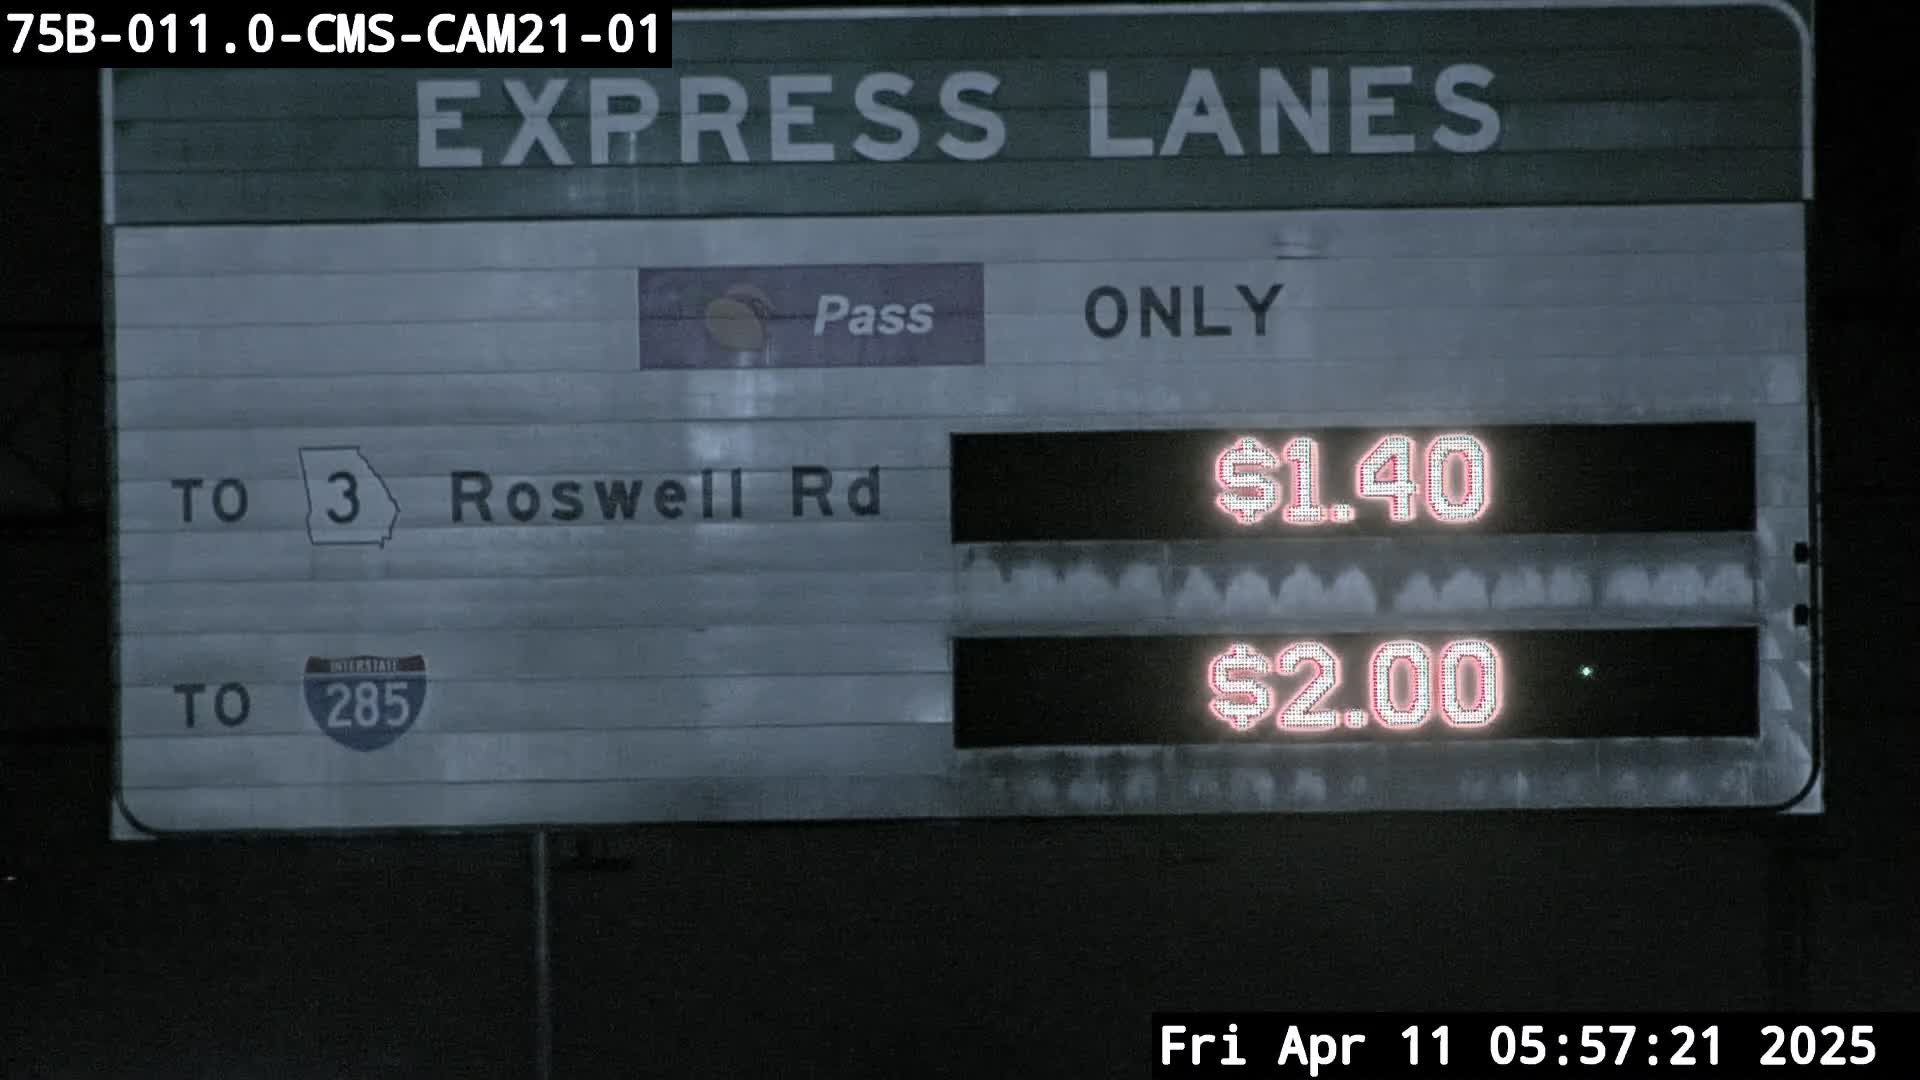 75B-011.0-CMS-CAM21-01
EXPRESS LANES
Pass ONLY
TO 3 Roswell Rd $1.40
TO INTERSTATE 285 $2.00
Fri Apr 11 05:57:21 2025